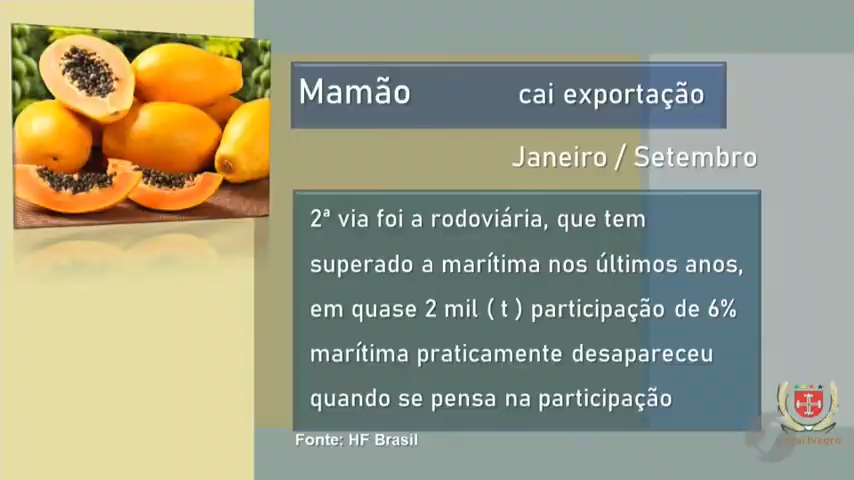 Mamão cai exportação
Janeiro / Setembro
2ª via foi a rodoviária, que tem
superado a marítima nos últimos anos,
em quase 2 mil ( t ) participação de 6%
marítima praticamente desapareceu
quando se pensa na participação
Fonte: HF Brasil